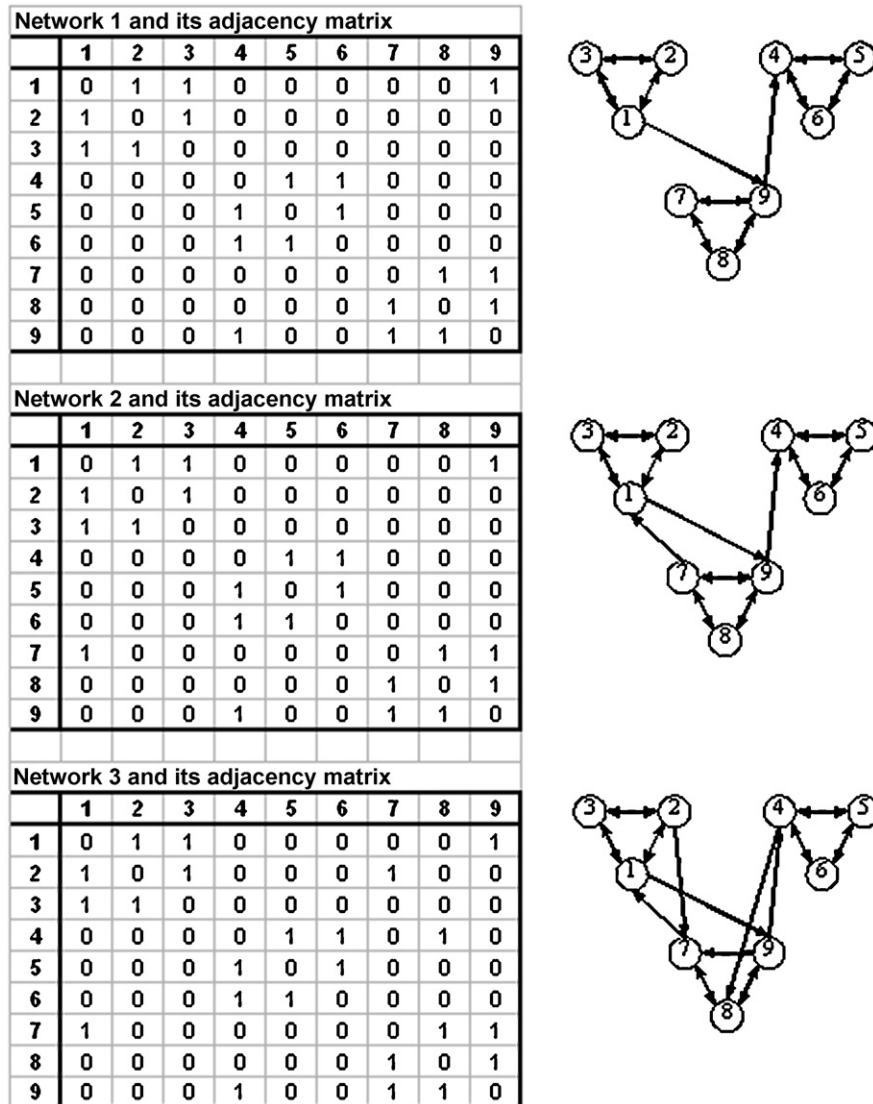 Network 1 and its adjacency matrix
1 2 3 4 5 6 7 8 9
1 0 1 1 0 0 0 0 0 1
2 1 0 1 0 0 0 0 0 0
3 1 1 0 0 0 0 0 0 0
4 0 0 0 0 1 1 0 0 0
5 0 0 0 1 0 1 0 0 0
6 0 0 0 1 1 0 0 0 0
7 0 0 0 0 0 0 0 1 1
8 0 0 0 0 0 0 1 0 1
9 0 0 0 1 0 0 1 1 0
3 2 4 5
1 6
7 9
8
Network 2 and its adjacency matrix
1 2 3 4 5 6 7 8 9
1 0 1 1 0 0 0 0 0 1
2 1 0 1 0 0 0 0 0 0
3 1 1 0 0 0 0 0 0 0
4 0 0 0 0 1 1 0 0 0
5 0 0 0 1 0 1 0 0 0
6 0 0 0 1 1 0 0 0 0
7 1 0 0 0 0 0 0 1 1
8 0 0 0 0 0 0 1 0 1
9 0 0 0 1 0 0 1 1 0
3 2 4 5
1 6
7 9
8
Network 3 and its adjacency matrix
1 2 3 4 5 6 7 8 9
1 0 1 1 0 0 0 0 0 1
2 1 0 1 0 0 0 1 0 0
3 1 1 0 0 0 0 0 0 0
4 0 0 0 0 1 1 0 1 0
5 0 0 0 1 0 1 0 0 0
6 0 0 0 1 1 0 0 0 0
7 1 0 0 0 0 0 0 1 1
8 0 0 0 0 0 0 1 0 1
9 0 0 0 1 0 0 1 1 0
3 2 4 5
1 6
7 9
8